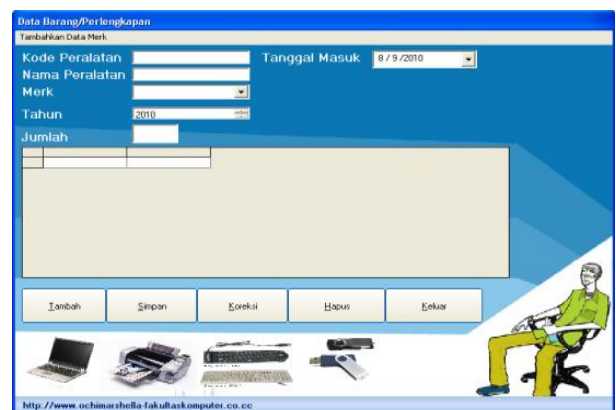 Data Barang/Perlengkapan
Tambahkan Data Merk
Kode Peralatan
Tanggal Masuk 8 / 9 /2010
Nama Peralatan
Merk
Tahun 2010
Jumlah
Tambah Simpan Koreksi Hapus Keluar
http://www.ochimarshella-fakultaskomputer.co.cc